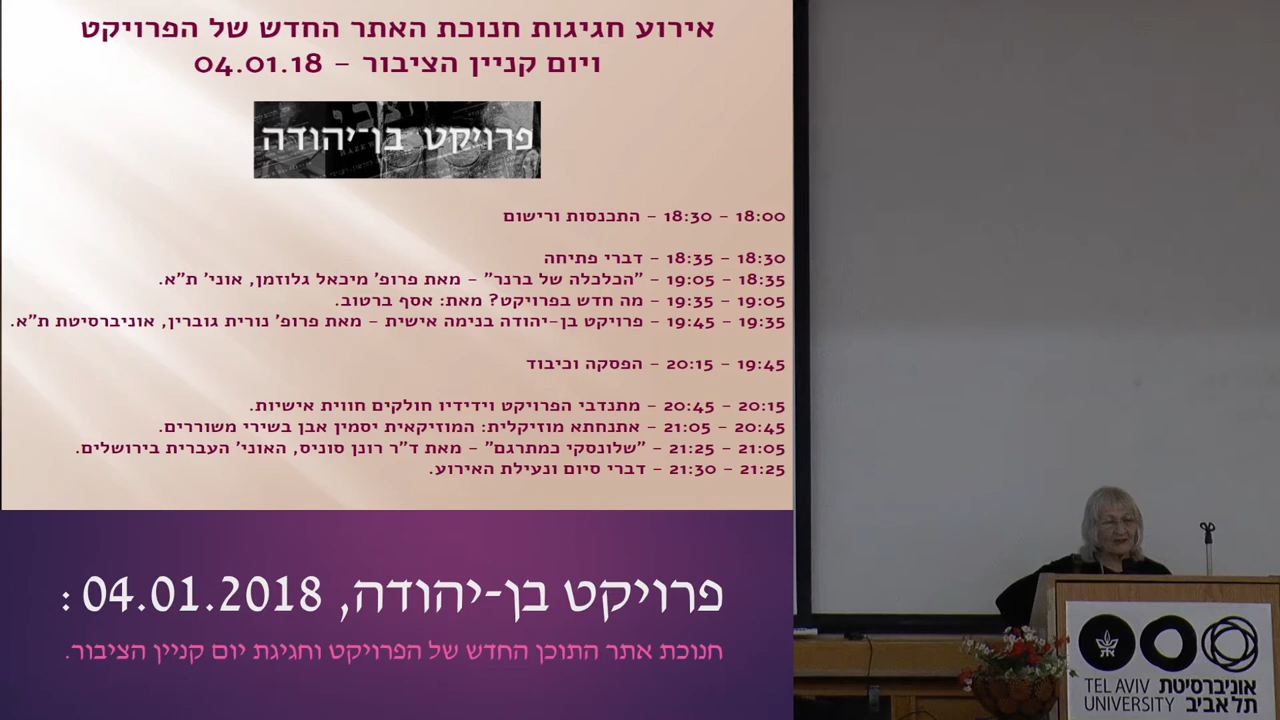 אירוע חגיגות חנוכת האתר החדש של הפרויקט
ויום קניין הציבור – 04.01.18
פרויקט בן־יהודה
18:00 – 18:30 – התכנסות ורישום
18:30 – 18:35 – דברי פתיחה
18:35 – 19:05 – "הכלכלה של ברנר" – מאת פרופ' מיכאל גלוזמן, אוני' ת"א.
19:05 – 19:35 – מה חדש בפרויקט? מאת: אסף ברטוב.
19:35 – 19:45 – פרויקט בן-יהודה בנימה אישית – מאת פרופ' נורית גוברין, אוניברסיטת ת"א.
19:45 – 20:15 – הפסקה וכיבוד
20:15 – 20:45 – מתנדבי הפרויקט וידידיו חולקים חווית אישיות.
20:45 – 21:05 – אתנחתא מוזיקלית: המוזיקאית יסמין אבן בשירי משוררים.
21:05 – 21:25 – "שלונסקי כמתרגם" – מאת ד"ר רונן סוניס, האוני' העברית בירושלים.
21:25 – 21:30 – דברי סיום ונעילת האירוע.
פרויקט בן-יהודה, 04.01.2018 :
חנוכת אתר התוכן החדש של הפרויקט וחגיגת יום קניין הציבור.
TEL AVIV אוניברסיטת
UNIVERSITY תל אביב